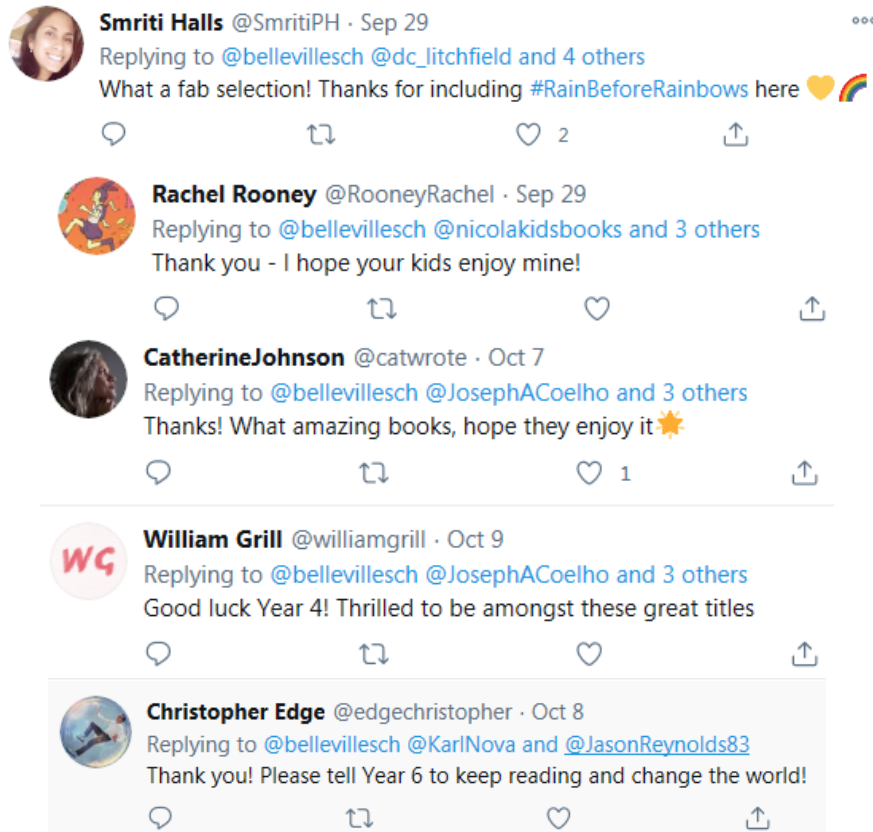 Smriti Halls @SmritiPH · Sep 29
Replying to @bellevillesch @dc_litchfield and 4 others
What a fab selection! Thanks for including #RainBeforeRainbows here 💛🌈
2
Rachel Rooney @RooneyRachel · Sep 29
Replying to @bellevillesch @nicolakidsbooks and 3 others
Thank you - I hope your kids enjoy mine!
CatherineJohnson @catwrote · Oct 7
Replying to @bellevillesch @JosephACoelho and 3 others
Thanks! What amazing books, hope they enjoy it🌟
1
WG
William Grill @williamgrill · Oct 9
Replying to @bellevillesch @JosephACoelho and 3 others
Good luck Year 4! Thrilled to be amongst these great titles
Christopher Edge @edgechristopher · Oct 8
Replying to @bellevillesch @KarlNova and @JasonReynolds83
Thank you! Please tell Year 6 to keep reading and change the world!